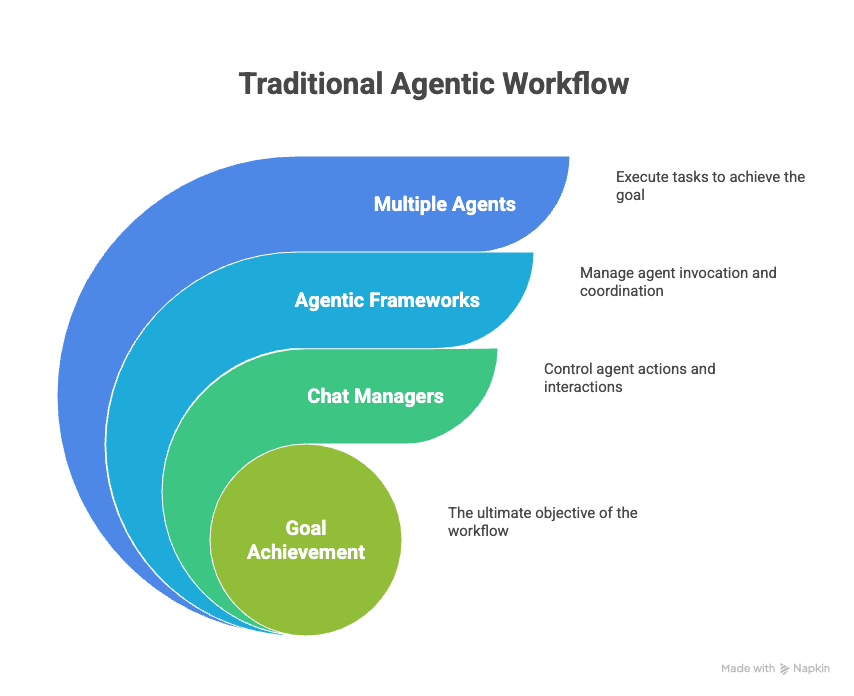 Traditional Agentic Workflow
Multiple Agents
Execute tasks to achieve the
goal
Agentic Frameworks
Manage agent invocation and
coordination
Chat Managers
Control agent actions and
interactions
Goal
Achievement
The ultimate objective of the
workflow
Made with Napkin